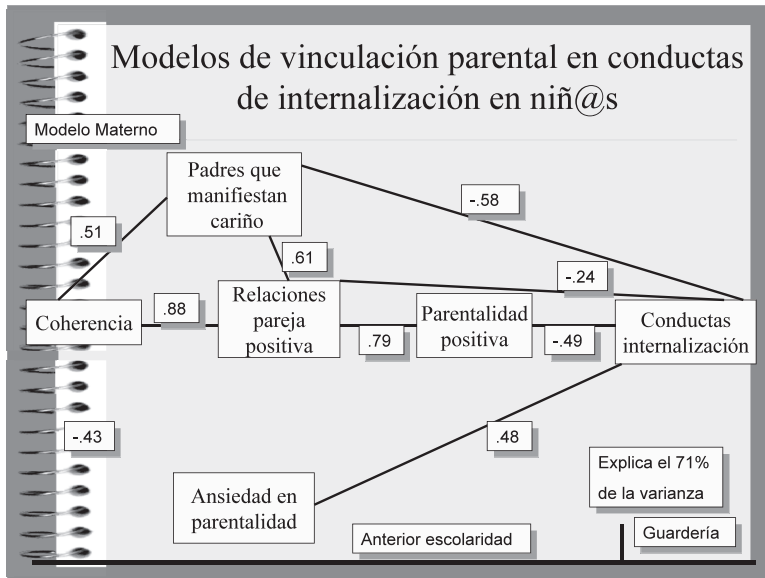 Modelos de vinculación parental en conductas
de internalización en niñ@s
Modelo Materno
Padres que
manifiestan
cariño
-.58
.51
.61
-.24
Relaciones
pareja
positiva
.88
Coherencia
Parentalidad
positiva
Conductas
internalización
.79
-.49
-.43
.48
Explica el 71%
de la varianza
Ansiedad en
parentalidad
Anterior escolaridad
Guardería